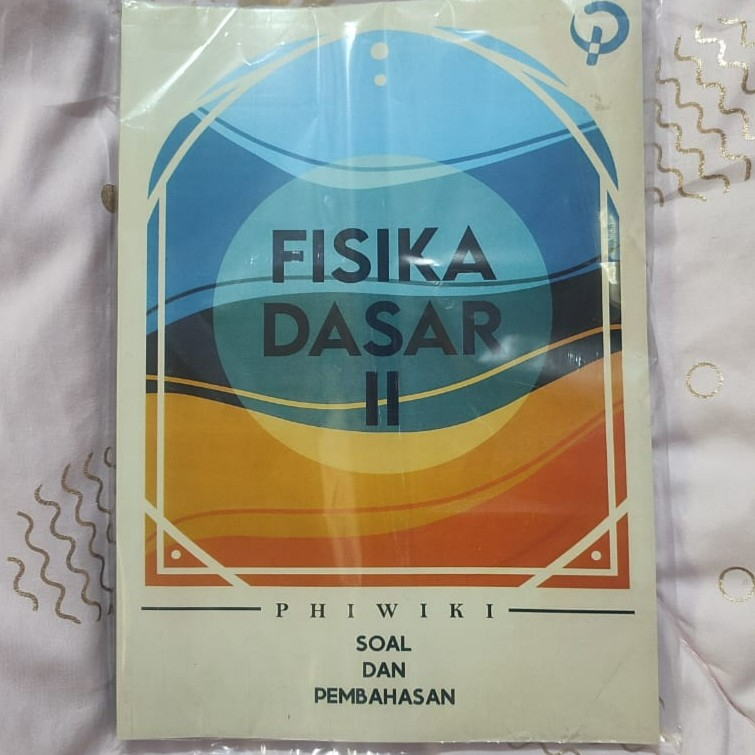 FISIKA
DASAR
II
PHIWIKI
SOAL
DAN
PEMBAHASAN